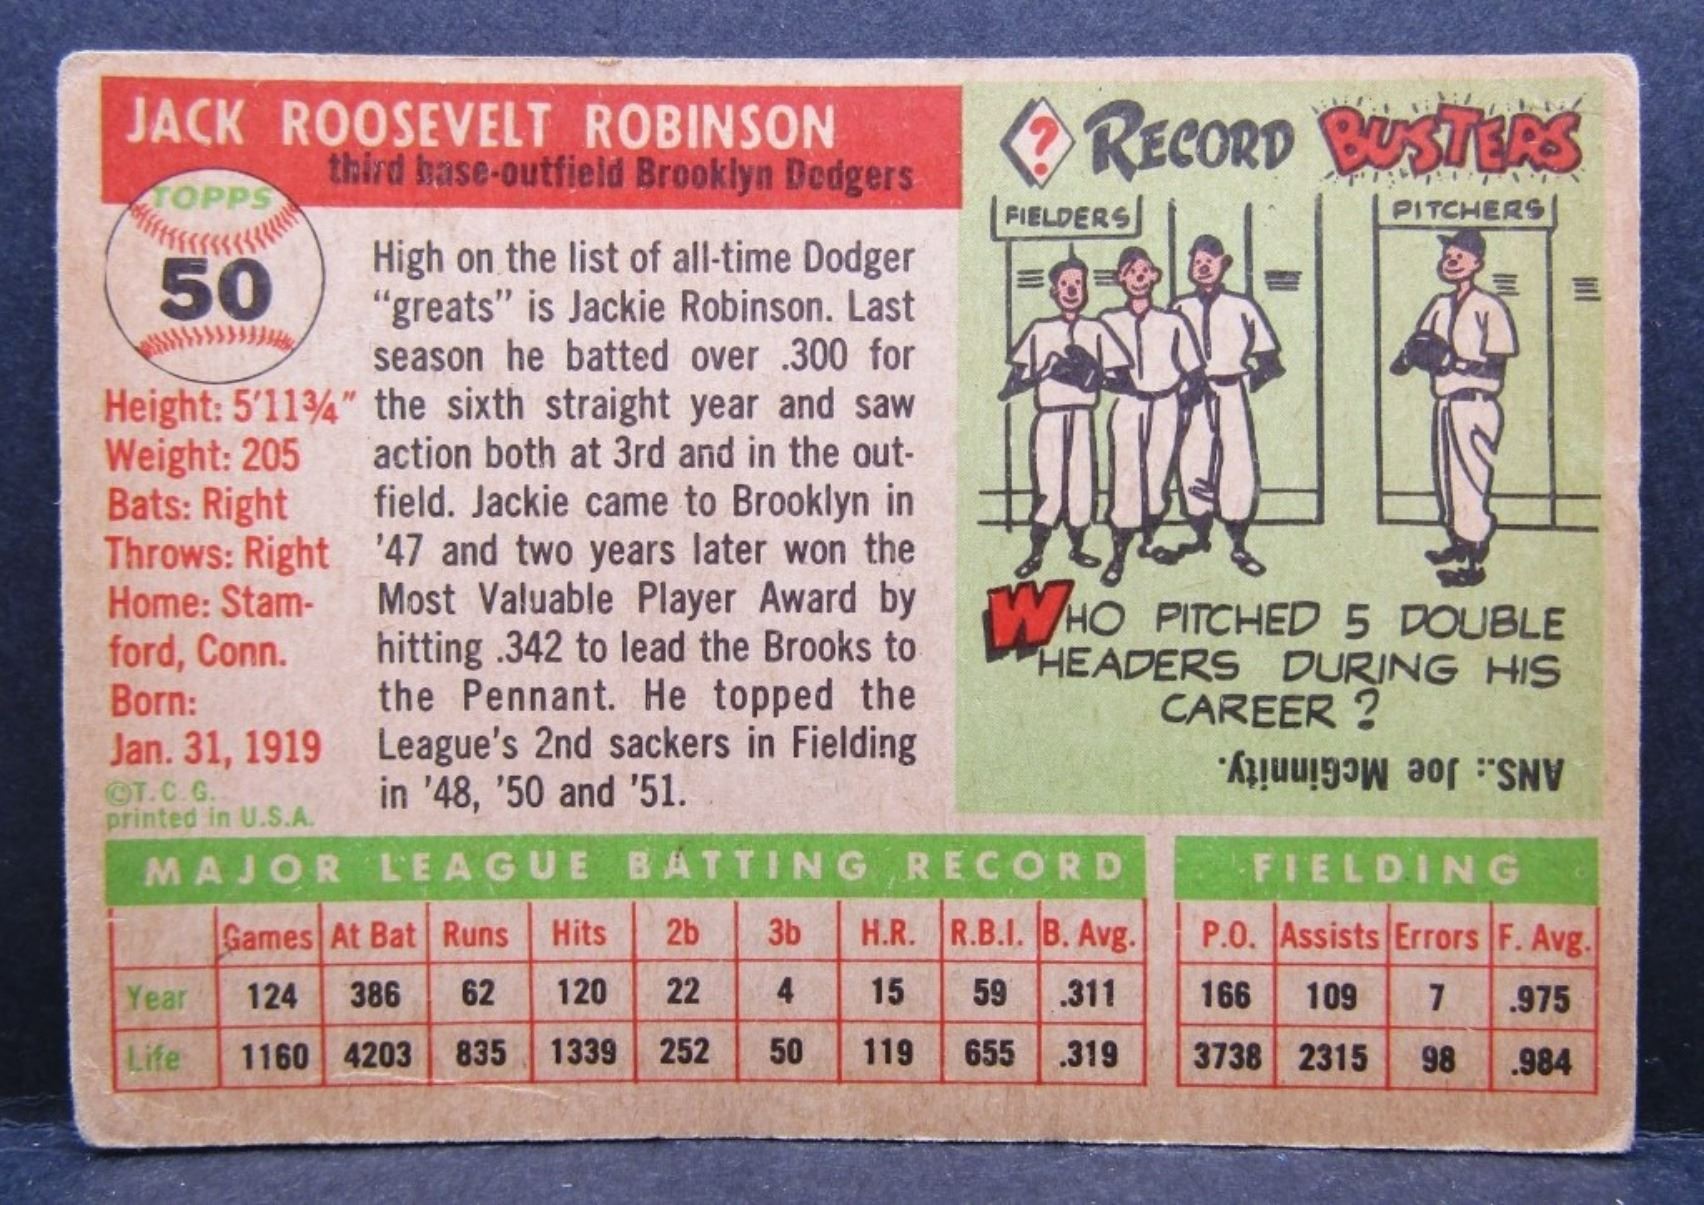 JACK ROOSEVELT ROBINSON
third base-outfield Brooklyn Dodgers
TOPPS
50
Height: 5'11¾"
Weight: 205
Bats: Right
Throws: Right
Home: Stam-
ford, Conn.
Born:
Jan. 31, 1919
©T. C. G.
printed in U.S.A.
High on the list of all-time Dodger
“greats” is Jackie Robinson. Last
season he batted over .300 for
the sixth straight year and saw
action both at 3rd and in the out-
field. Jackie came to Brooklyn in
'47 and two years later won the
Most Valuable Player Award by
hitting .342 to lead the Brooks to
the Pennant. He topped the
League's 2nd sackers in Fielding
in '48, '50 and '51.
? RECORD BUSTERS
FIELDERS
PITCHERS
WHO PITCHED 5 DOUBLE
HEADERS DURING HIS
CAREER ?
ANS.: Joe McGinnity.
MAJOR LEAGUE BATTING RECORD
Games At Bat Runs Hits 2b 3b H.R. R.B.I. B. Avg.
Year 124 386 62 120 22 4 15 59 .311
Life 1160 4203 835 1339 252 50 119 655 .319
FIELDING
P.O. Assists Errors F. Avg.
166 109 7 .975
3738 2315 98 .984